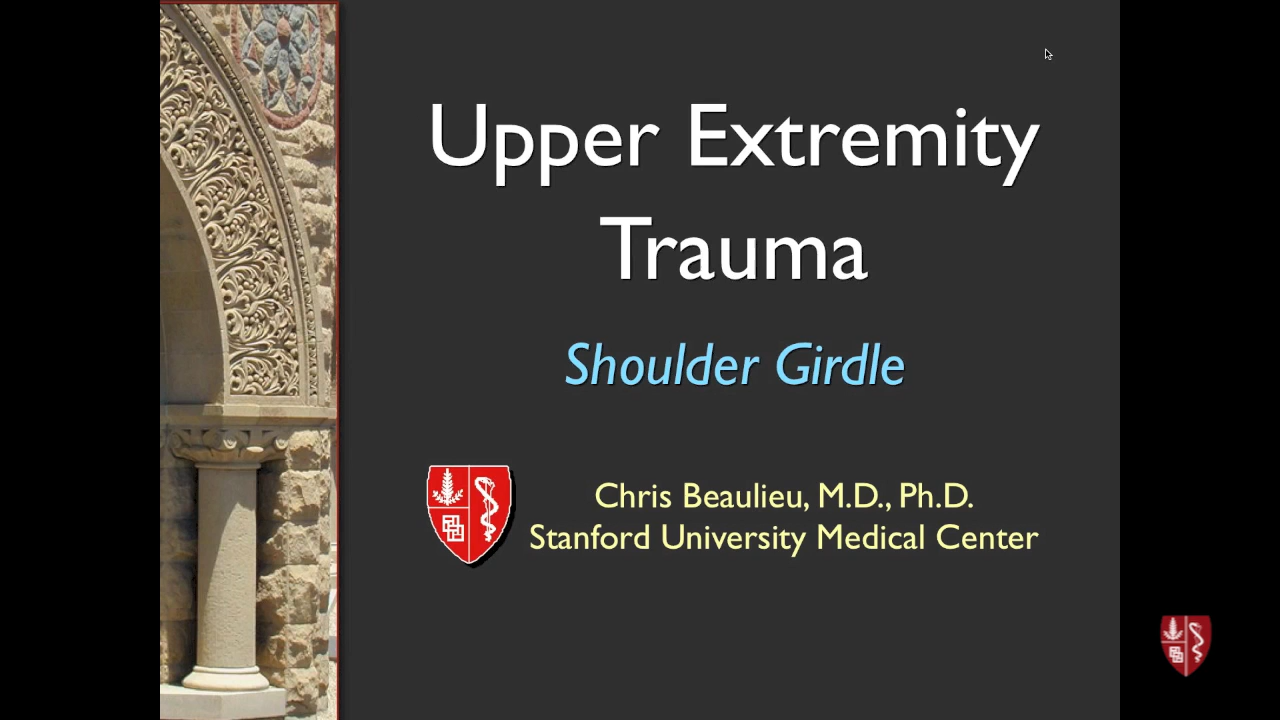 Upper Extremity
Trauma
Shoulder Girdle
Chris Beaulieu, M.D., Ph.D.
Stanford University Medical Center